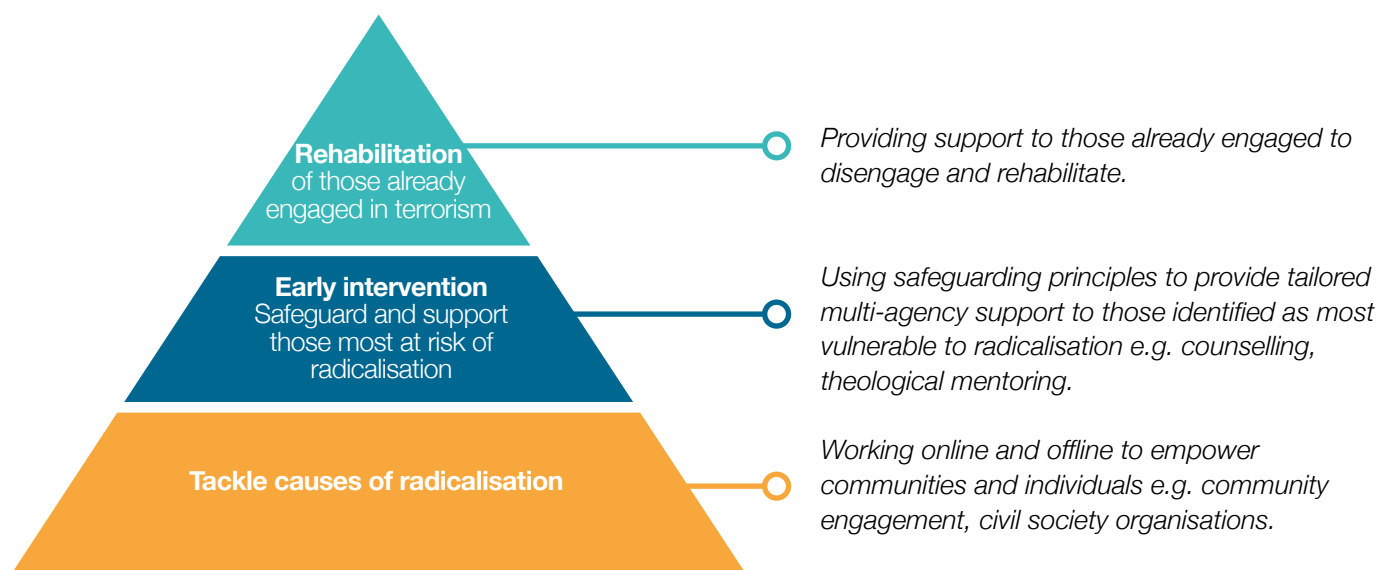 Rehabilitation
of those already
engaged in terrorism
Providing support to those already engaged to
disengage and rehabilitate.
Early intervention
Safeguard and support
those most at risk of
radicalisation
Using safeguarding principles to provide tailored
multi-agency support to those identified as most
vulnerable to radicalisation e.g. counselling,
theological mentoring.
Tackle causes of radicalisation
Working online and offline to empower
communities and individuals e.g. community
engagement, civil society organisations.